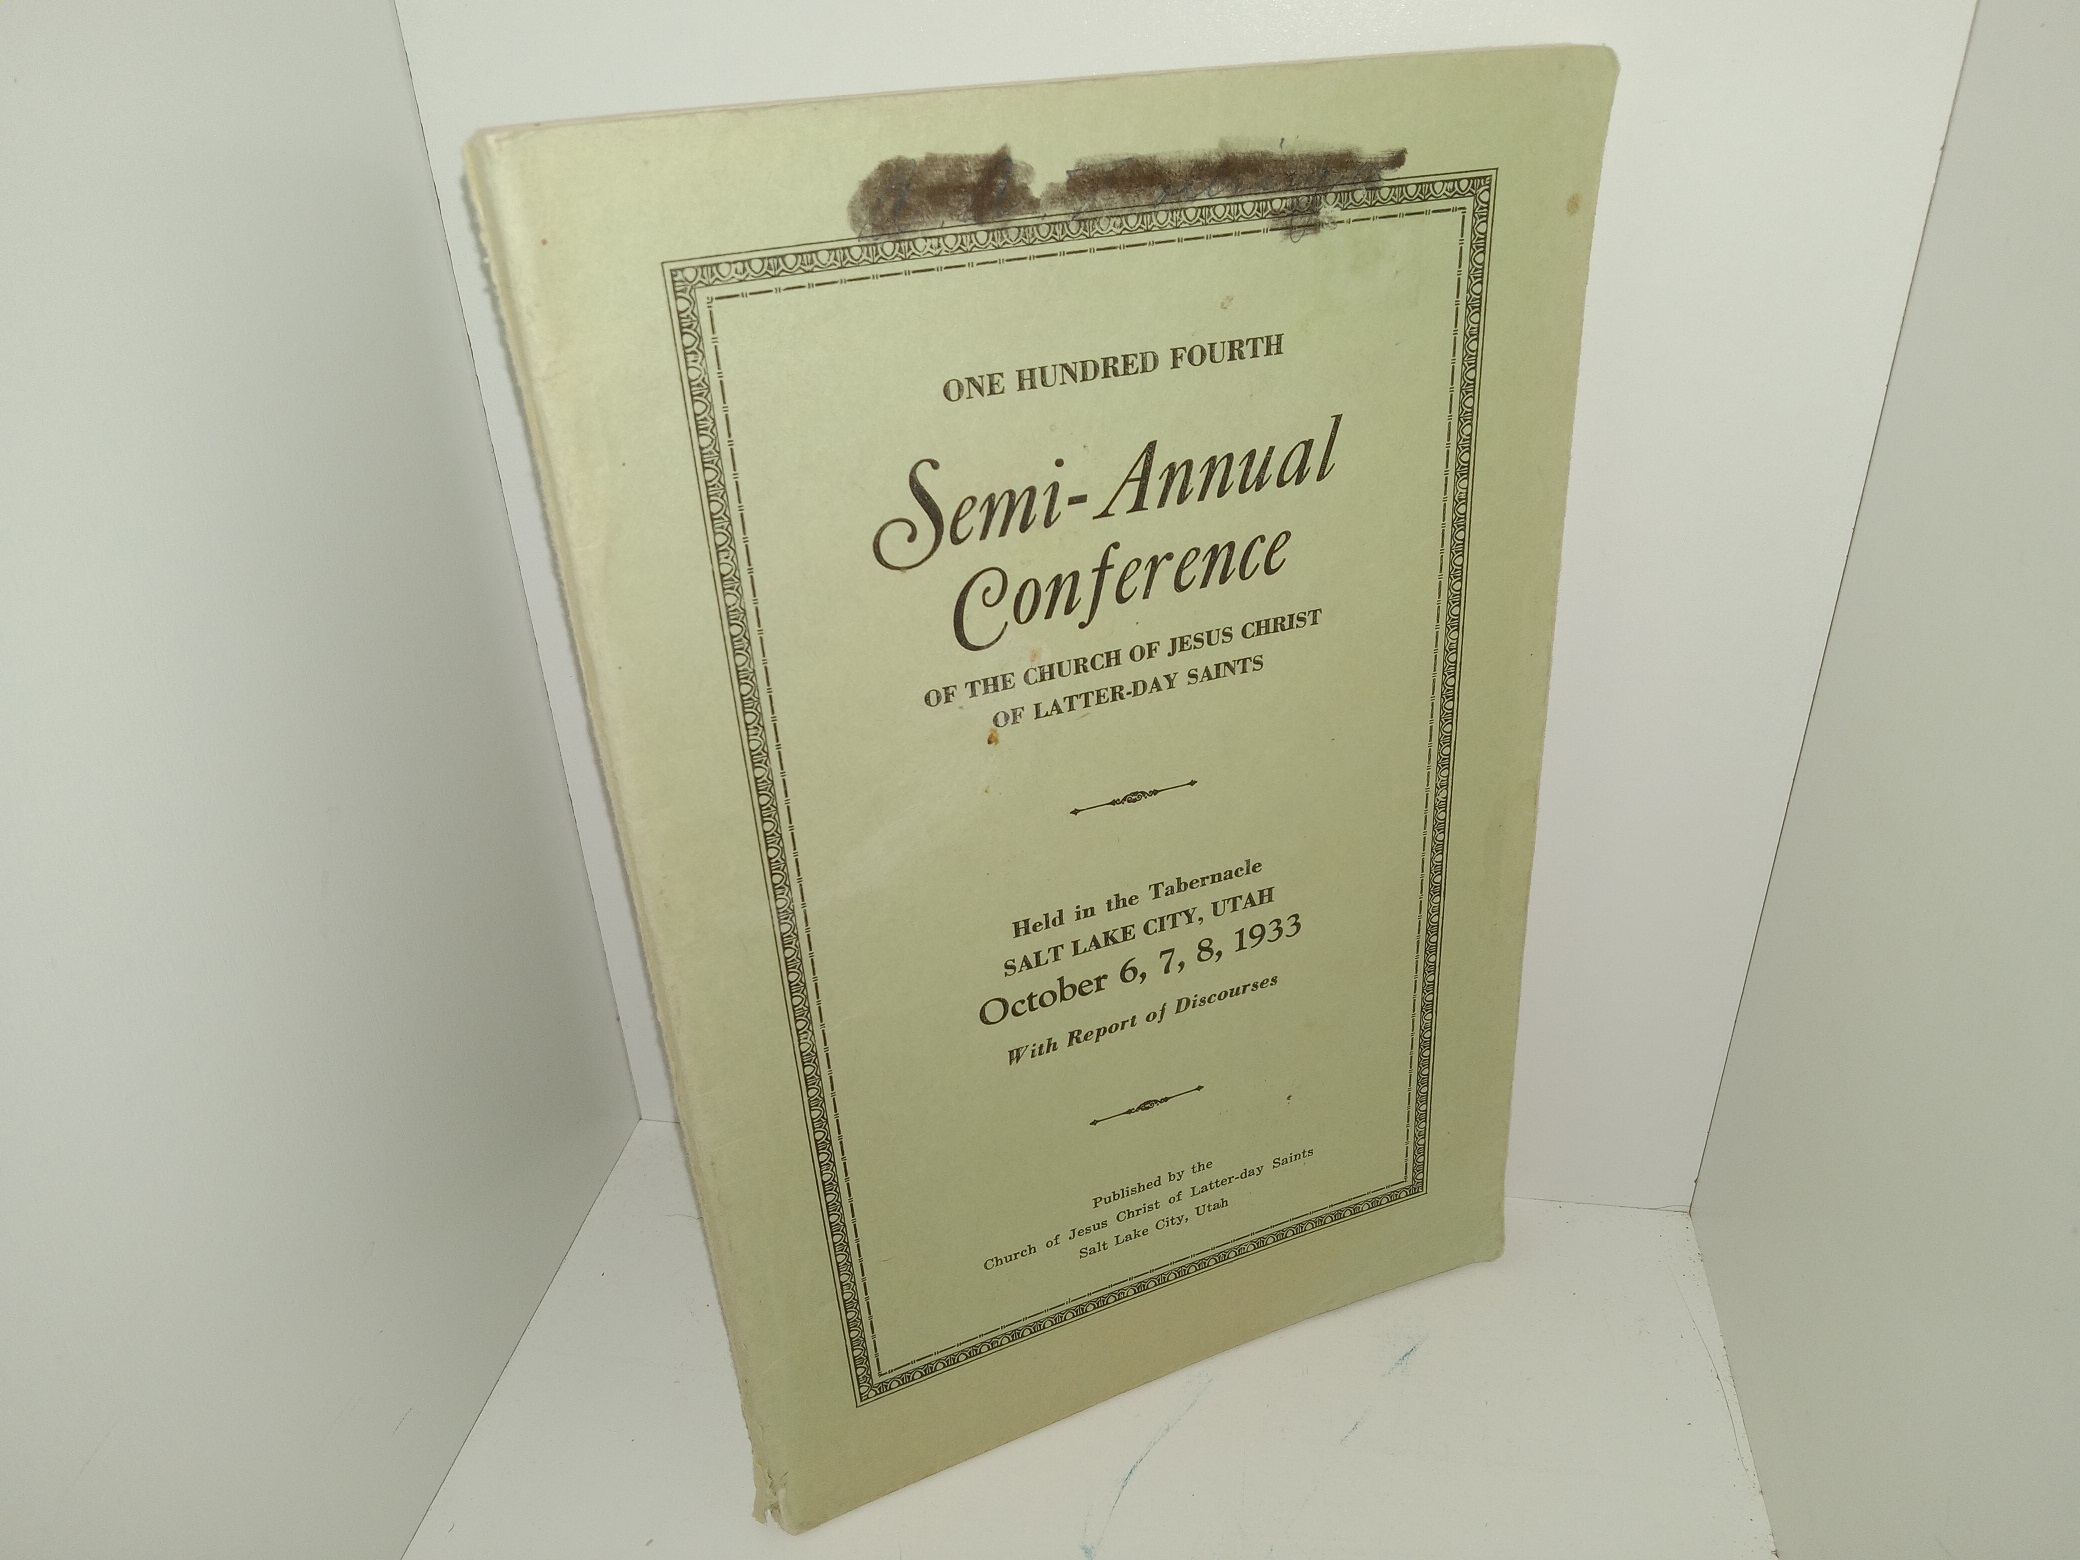 ONE HUNDRED FOURTH
Semi-Annual
Conference
OF THE CHURCH OF JESUS CHRIST
OF LATTER-DAY SAINTS
Held in the Tabernacle
SALT LAKE CITY, UTAH
October 6, 7, 8, 1933
With Report of Discourses
Published by the
Church of Jesus Christ of Latter-day Saints
Salt Lake City, Utah